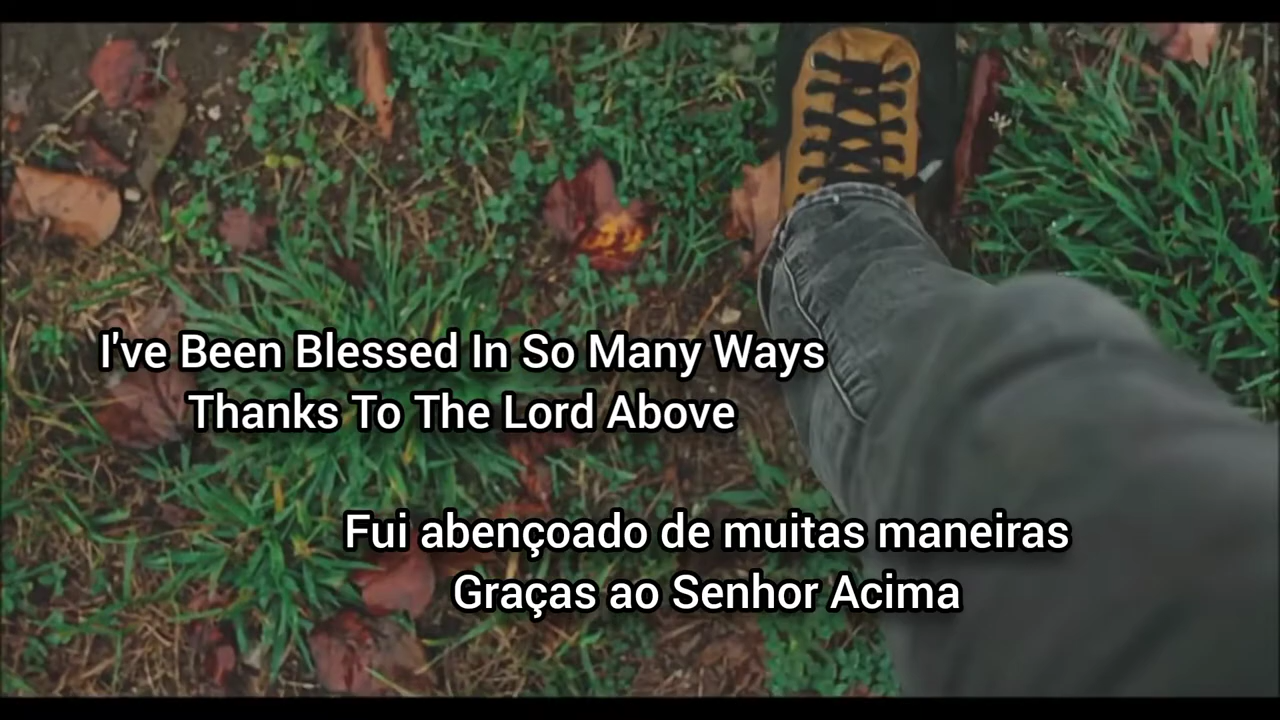 I've Been Blessed In So Many Ways
Thanks To The Lord Above
Fui abençoado de muitas maneiras
Graças ao Senhor Acima